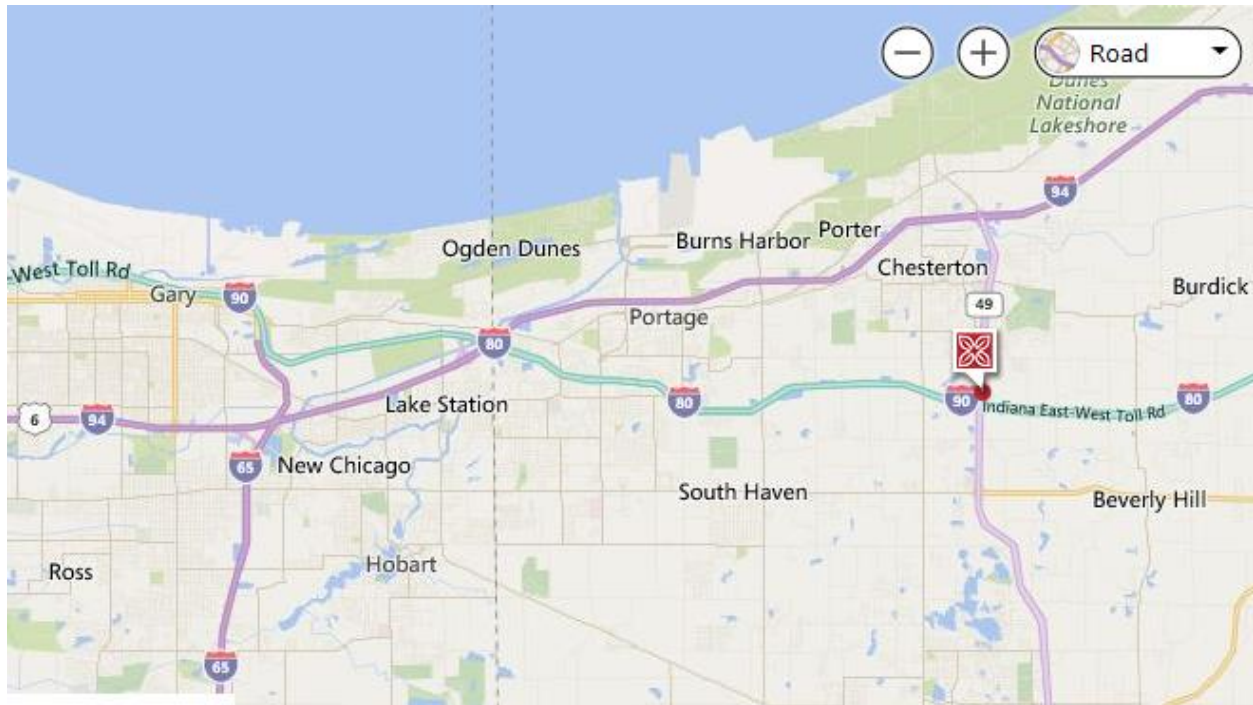 Road
Dunes
National
Lakeshore
94
Porter
Burns Harbor
Ogden Dunes
Chesterton
West Toll Rd
Burdick
Gary
90
49
Portage
80
80
90
80
Indiana East-West Toll Rd
Lake Station
6
94
65
New Chicago
South Haven
Beverly Hill
Hobart
Ross
65